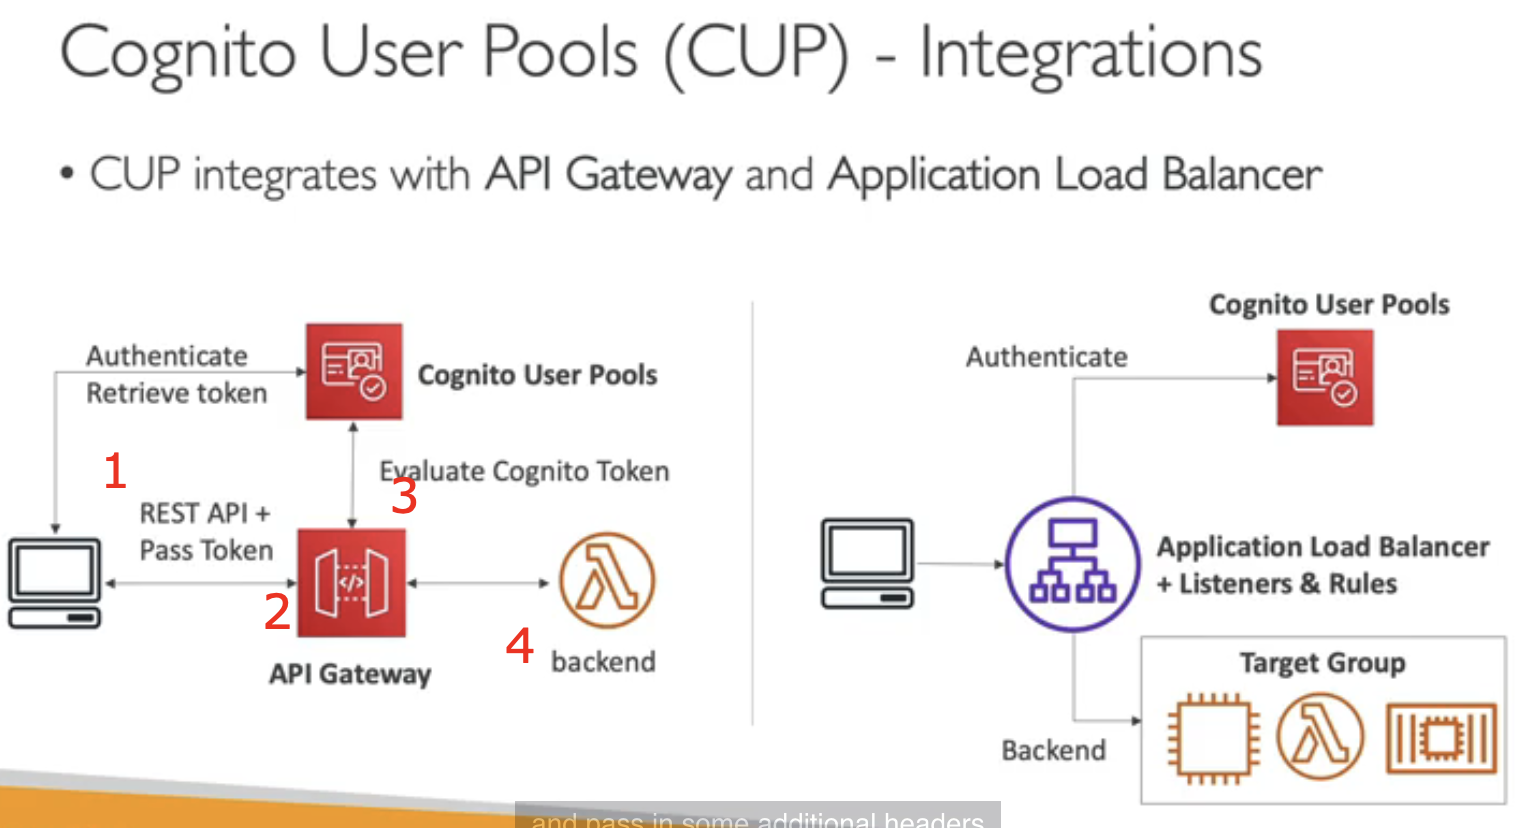 Cognito User Pools (CUP) - Integrations
• CUP integrates with API Gateway and Application Load Balancer
Authenticate
Retrieve token
Cognito User Pools
1
Evaluate Cognito Token
3
REST API +
Pass Token
2
</>
API Gateway
4
backend
Cognito User Pools
Authenticate
Application Load Balancer
+ Listeners & Rules
Target Group
Backend
and pass in some additional headers